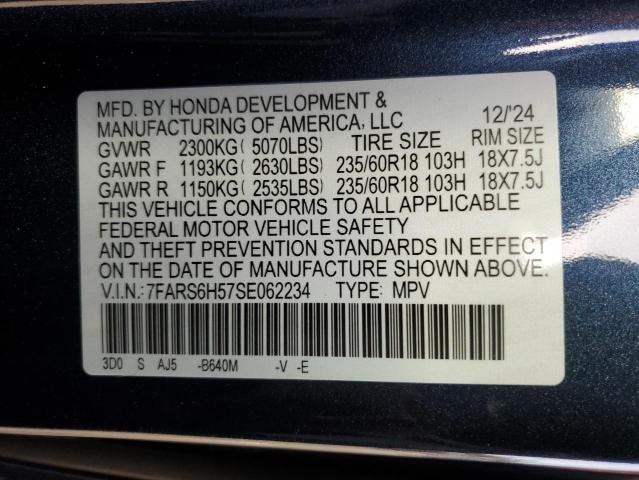 MFD. BY HONDA DEVELOPMENT &
MANUFACTURING OF AMERICA, LLC 12/'24
GVWR 2300KG( 5070LBS) TIRE SIZE RIM SIZE
GAWR F 1193KG( 2630LBS) 235/60R18 103H 18X7.5J
GAWR R 1150KG( 2535LBS) 235/60R18 103H 18X7.5J
THIS VEHICLE CONFORMS TO ALL APPLICABLE
FEDERAL MOTOR VEHICLE SAFETY
AND THEFT PREVENTION STANDARDS IN EFFECT
ON THE DATE OF MANUFACTURE SHOWN ABOVE.
V.I.N.:7FARS6H57SE062234 TYPE: MPV
3D0 S AJ5 -B640M -V -E